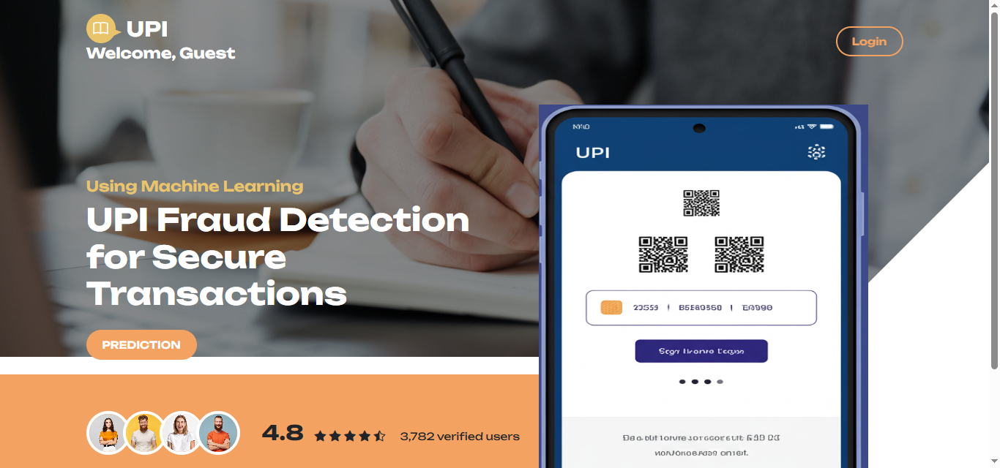 UPI
Welcome, Guest
Login
Using Machine Learning
UPI Fraud Detection
for Secure
Transactions
PREDICTION
4.8
3,782 verified users
UPI